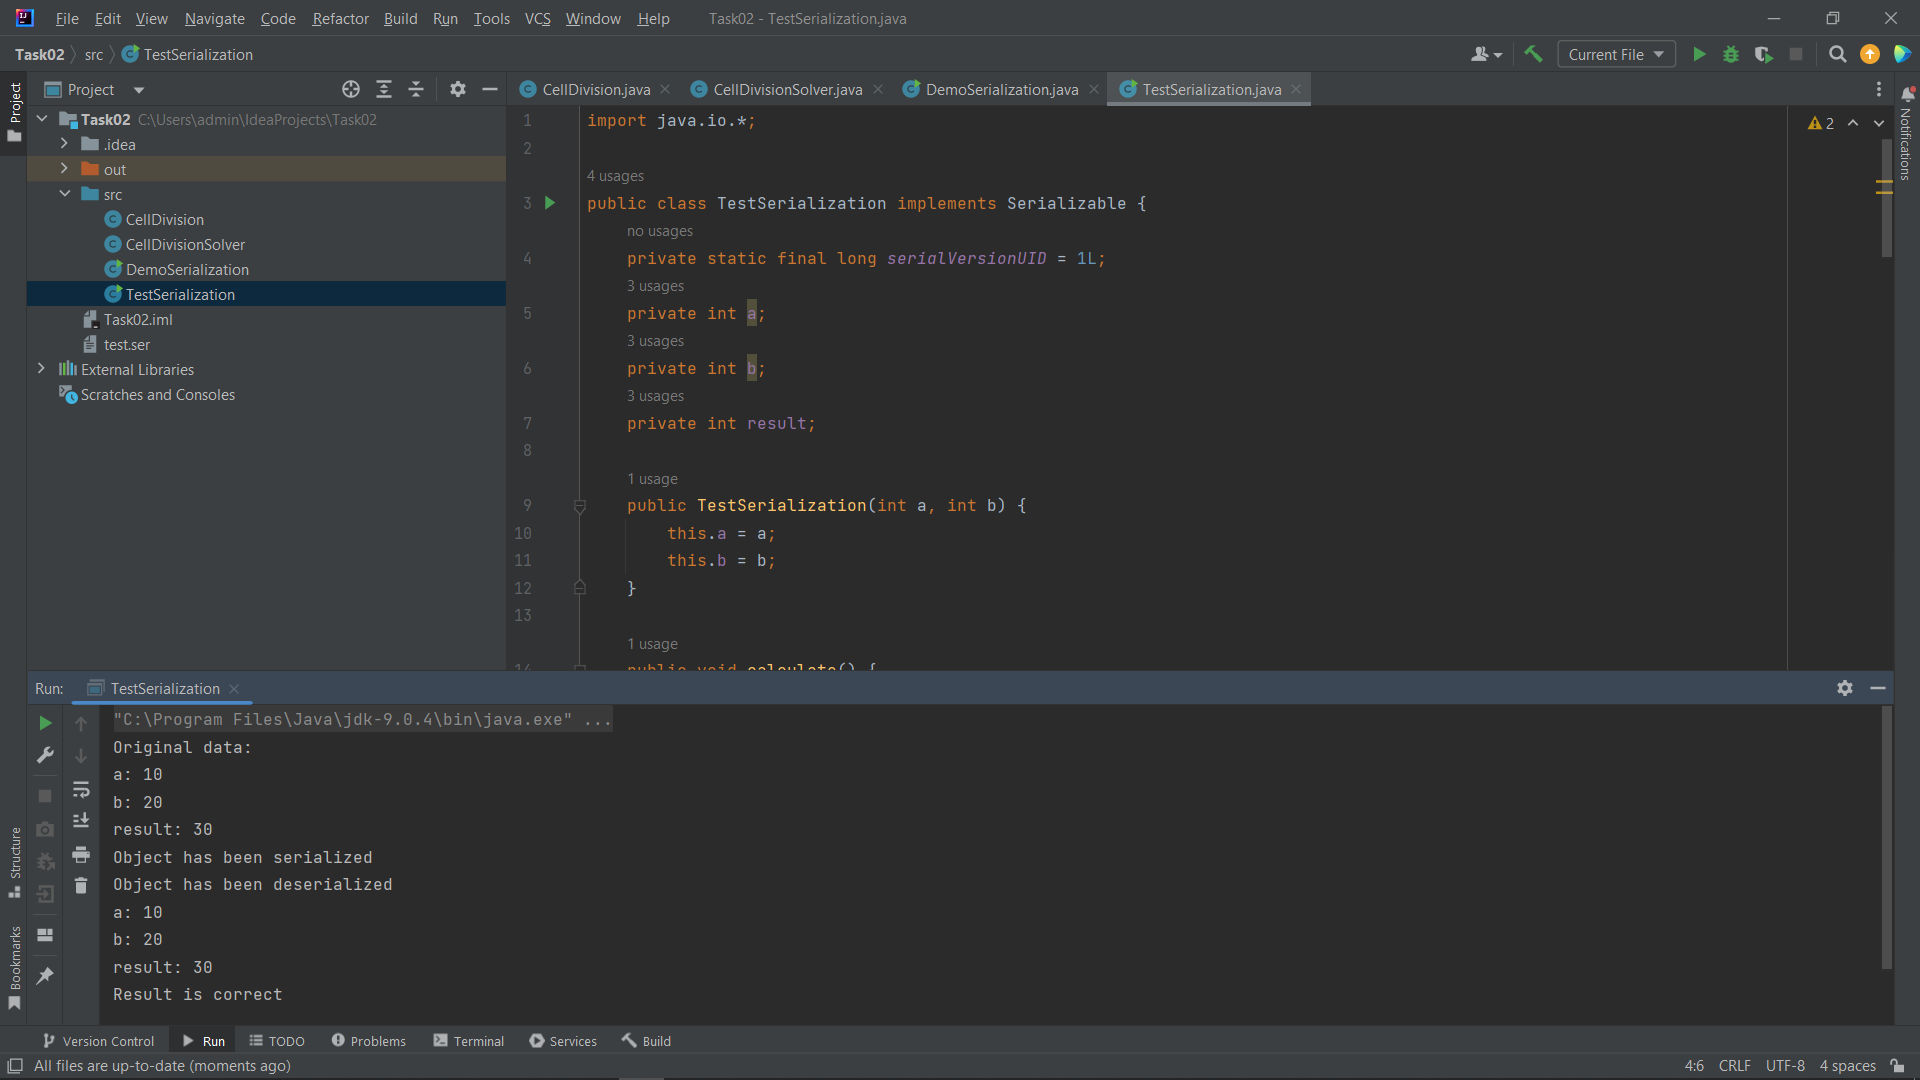 File Edit View Navigate Code Refactor Build Run Tools VCS Window Help Task02 - TestSerialization.java
Task02 src TestSerialization Current File
Project CellDivision.java CellDivisionSolver.java DemoSerialization.java TestSerialization.java
Project
Notifications
Structure
Bookmarks
Task02 C:\Users\admin\IdeaProjects\Task02
.idea
out
src
CellDivision
CellDivisionSolver
DemoSerialization
TestSerialization
Task02.iml
test.ser
External Libraries
Scratches and Consoles
2
1 import java.io.*;
2
4 usages
3 public class TestSerialization implements Serializable {
no usages
4 private static final long serialVersionUID = 1L;
3 usages
5 private int a;
3 usages
6 private int b;
3 usages
7 private int result;
8
1 usage
9 public TestSerialization(int a, int b) {
10 this.a = a;
11 this.b = b;
12 }
13
1 usage
14 public void calculate() {
Run: TestSerialization
"C:\Program Files\Java\jdk-9.0.4\bin\java.exe" ...
Original data:
a: 10
b: 20
result: 30
Object has been serialized
Object has been deserialized
a: 10
b: 20
result: 30
Result is correct
Version Control Run TODO Problems Terminal Services Build
All files are up-to-date (moments ago) 4:6 CRLF UTF-8 4 spaces